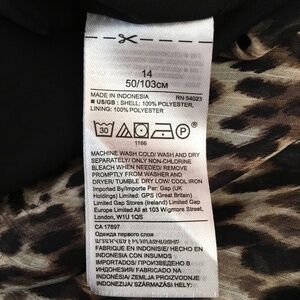 14
50/103CM
MADE IN INDONESIA RN 54023
■ US/GB : SHELL: 100% POLYESTER,
LINING: 100% POLYESTER.
30
1166
MACHINE WASH COLD/ WASH AND DRY
SEPARATELY/ ONLY NON-CHLORINE
BLEACH WHEN NEEDED/ REMOVE
PROMPTLY FROM WASHER AND
DRYER/ TUMBLE DRY LOW/ COOL IRON
Imported By/Importe Par: Gap (UK
Holdings) Limited: GPS (Great Britain)
Limited Gap Stores (Ireland) Limited Gap
Europe Limited All at 103 Wigmore Street,
London, W1U 1QS
CA 17897
Одежда первого слоя
FABRIQUE EN INDONESIE/ HECHO EN
INDONESIA CON INSUMOS
IMPORTADOS/ ПРОИЗВЕДЕНО В
ИНДОНЕЗИИ/ FABRICADO NA
INDONÉSIA/
INDONEZJA/ SZÁRMAZÁSI HELY: